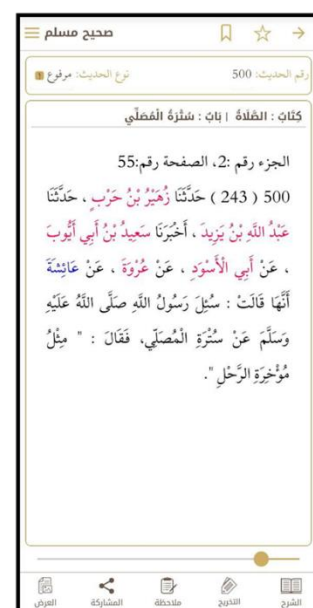 صحيح مسلم
رقم الحديث: 500 نوع الحديث: مرفوع
كِتَابُ : الصَّلَاةُ | بَابُ : سُتْرَةُ الْمُصَلِّي
الجزء رقم :2، الصفحة رقم:55
500 ( 243 ) حَدَّثَنَا زُهَيْرُ بْنُ حَرْبٍ ، حَدَّثَنَا
عَبْدُ اللَّهِ بْنُ يَزِيدَ ، أَخْبَرَنَا سَعِيدُ بْنُ أَبِي أَيُّوبَ
، عَنْ أَبِي الْأَسْوَدِ ، عَنْ عُرْوَةَ ، عَنْ عَائِشَةَ
أَنَّهَا قَالَتْ : سُئِلَ رَسُولُ اللَّهِ صَلَّى اللَّهُ عَلَيْهِ
وَسَلَّمَ عَنْ سُتْرَةِ الْمُصَلِّي، فَقَالَ : " مِثْلُ
مُؤْخِرَةِ الرَّحْلِ ".
الشرح التخريج ملاحظة المشاركة العرض